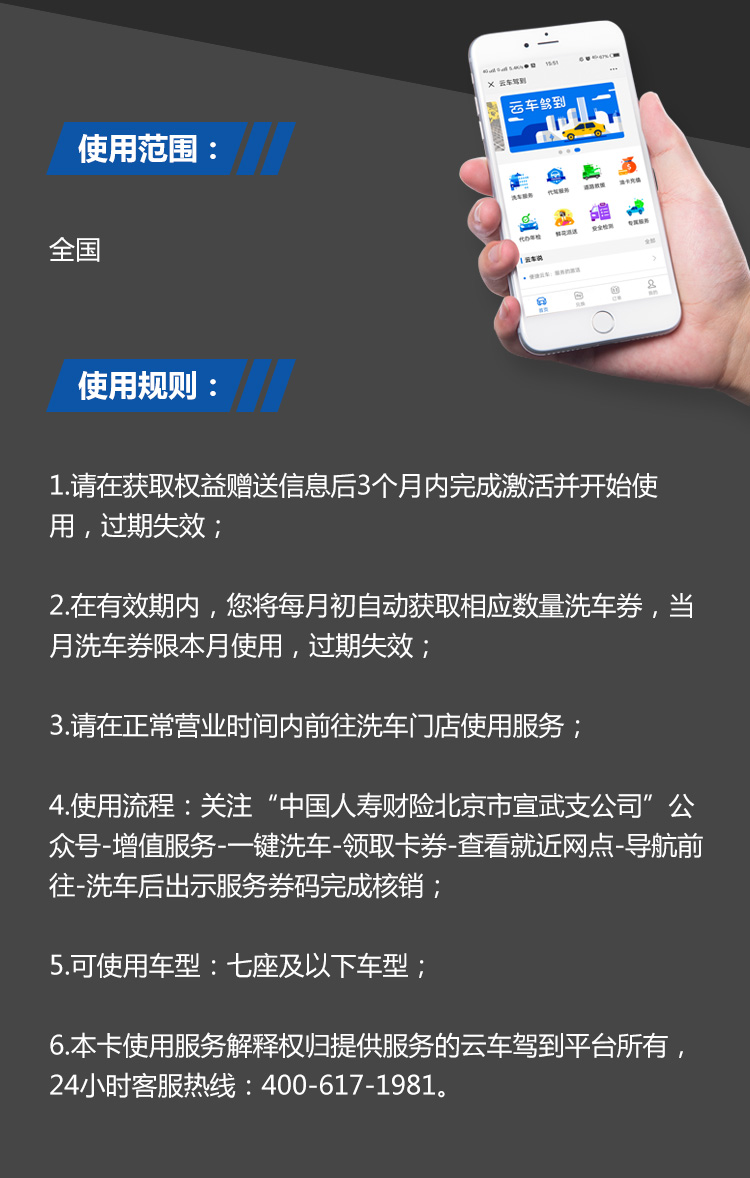 15:51
云车驾到
云车驾到
洗车服务
代驾服务
道路救援
油卡充值
代办年检
鲜花派送
安全检测
专属服务
云车说
全部
首页
订单
我的
使用范围：
全国
使用规则：
1.请在获取权益赠送信息后3个月内完成激活并开始使
用，过期失效；
2.在有效期内，您将每月初自动获取相应数量洗车券，当
月洗车券限本月使用，过期失效；
3.请在正常营业时间内前往洗车门店使用服务；
4.使用流程：关注“中国人寿财险北京市宣武支公司”公
众号-增值服务-一键洗车-领取卡券-查看就近网点-导航前
往-洗车后出示服务券码完成核销；
5.可使用车型：七座及以下车型；
6.本卡使用服务解释权归提供服务的云车驾到平台所有，
24小时客服热线：400-617-1981。